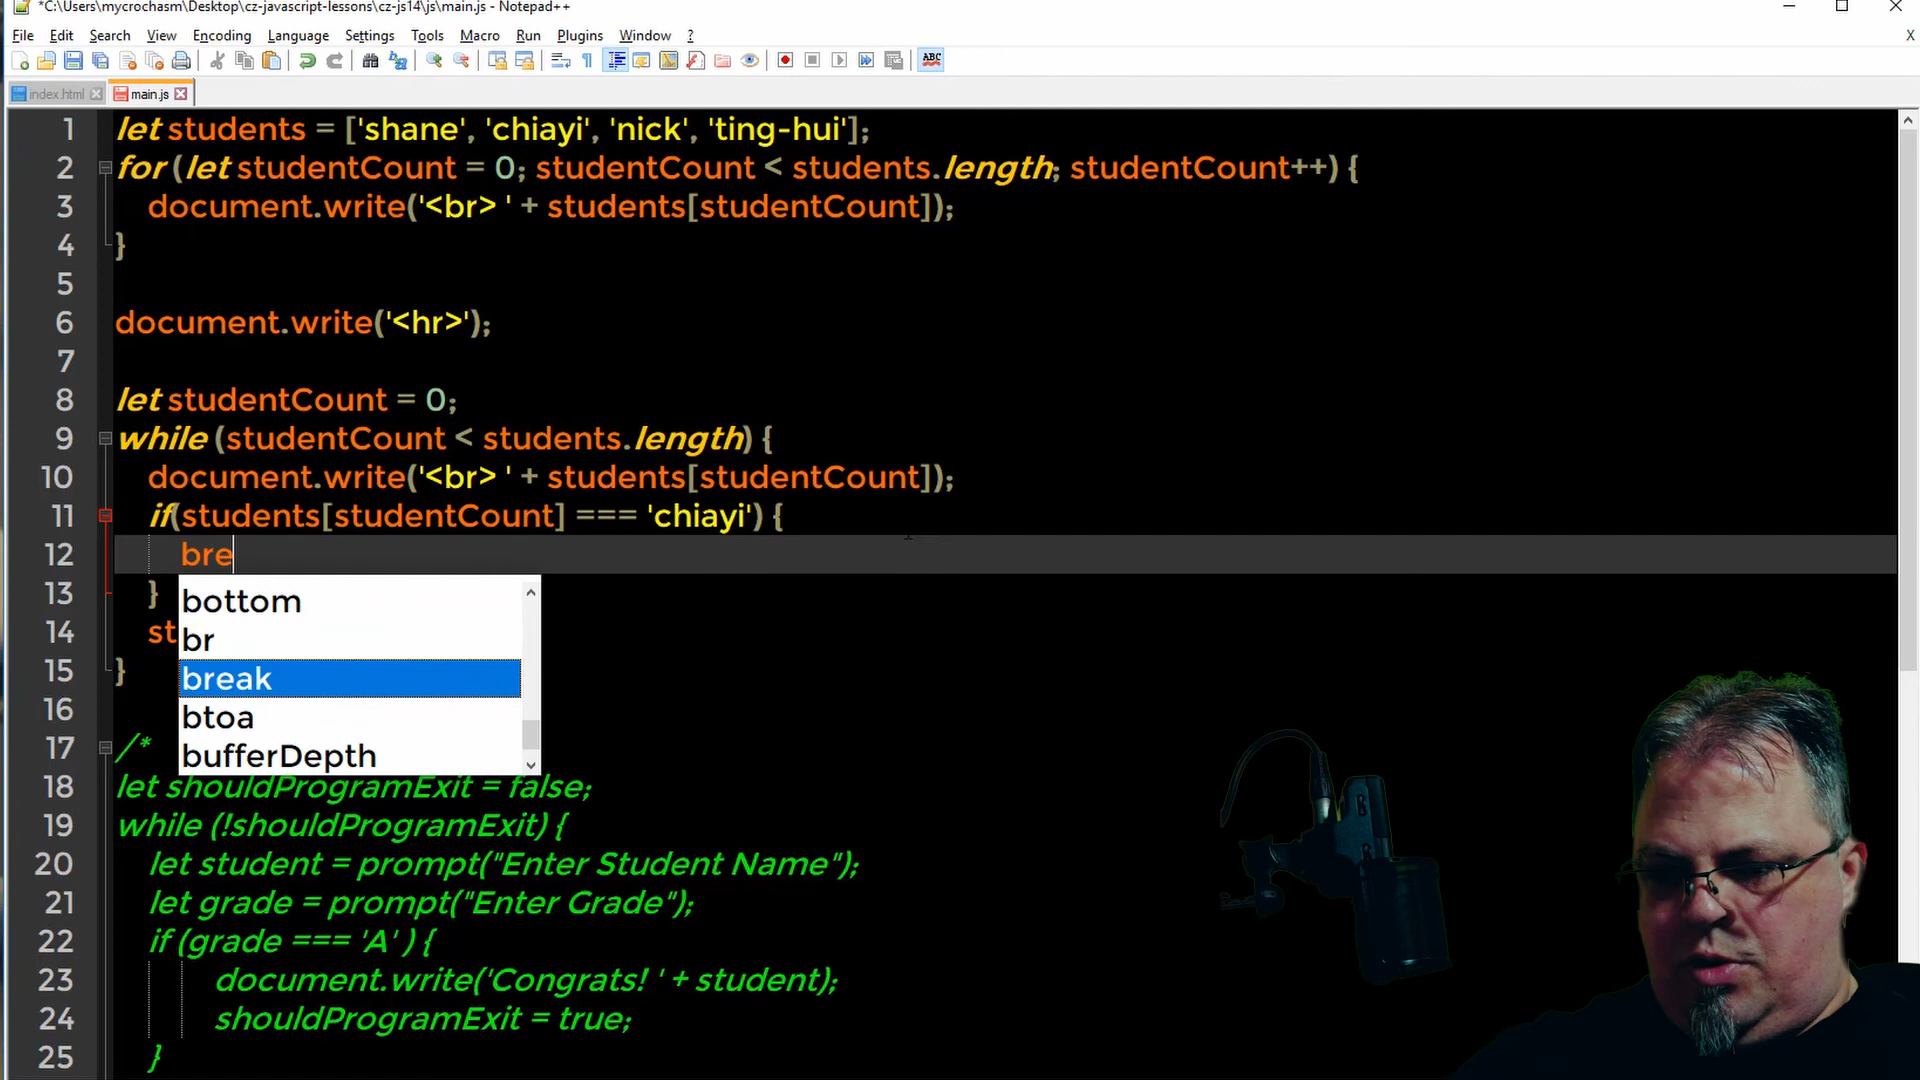 *C:\Users\mycrochasm\Desktop\cz-javascript-lessons\cz-js14\js\main.js - Notepad++
File Edit Search View Encoding Language Settings Tools Macro Run Plugins Window ? X
ABC
index.html main.js
1 let students = ['shane', 'chiayi', 'nick', 'ting-hui'];
2 for (let studentCount = 0; studentCount < students.length; studentCount++) {
3 document.write('<br> ' + students[studentCount]);
4 }
5
6 document.write('<hr>');
7
8 let studentCount = 0;
9 while (studentCount < students.length) {
10 document.write('<br> ' + students[studentCount]);
11 if(students[studentCount] === 'chiayi') {
12 bre
13 }
bottom
14 st
br
15 }
break
16
btoa
17 /*
bufferDepth
18 let shouldProgramExit = false;
19 while (!shouldProgramExit) {
20 let student = prompt("Enter Student Name");
21 let grade = prompt("Enter Grade");
22 if (grade === 'A' ) {
23 document.write('Congrats! ' + student);
24 shouldProgramExit = true;
25 }